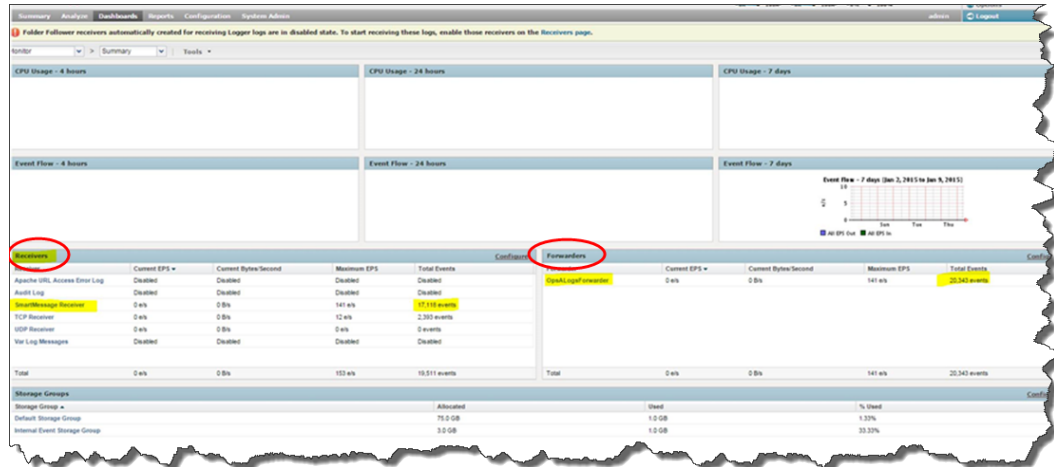 Summary Analyze Dashboards Reports Configuration System Admin admin Logout
Folder Follower receivers automatically created for receiving Logger logs are in disabled state. To start receiving these logs, enable those receivers on the Receivers page.
onitor > Summary Tools
CPU Usage - 4 hours CPU Usage - 24 hours CPU Usage - 7 days
Event Flow - 4 hours Event Flow - 24 hours Event Flow - 7 days
Event Flow - 7 days (Jan 2, 2015 to Jan 9, 2015)
10
e/s 5
0
Sun Tue Thu
All EPS Out All EPS In
Receivers Configure Forwarders Config
Receiver Current EPS Current Bytes/Second Maximum EPS Total Events Forwarder Current EPS Current Bytes/Second Maximum EPS Total Events
Apache URL Access Error Log Disabled Disabled Disabled Disabled OpsALogsForwarder 0 e/s 0 B/s 141 e/s 20,343 events
Audit Log Disabled Disabled Disabled Disabled
SmartMessage Receiver 0 e/s 0 B/s 141 e/s 17,118 events
TCP Receiver 0 e/s 0 B/s 12 e/s 2,393 events
UDP Receiver 0 e/s 0 B/s 0 e/s 0 events
Var Log Messages Disabled Disabled Disabled Disabled
Total 0 e/s 0 B/s 153 e/s 19,511 events Total 0 e/s 0 B/s 141 e/s 20,343 events
Storage Groups Config
Storage Group Allocated Used % Used
Default Storage Group 75.0 GB 1.0 GB 1.33%
Internal Event Storage Group 3.0 GB 1.0 GB 33.33%